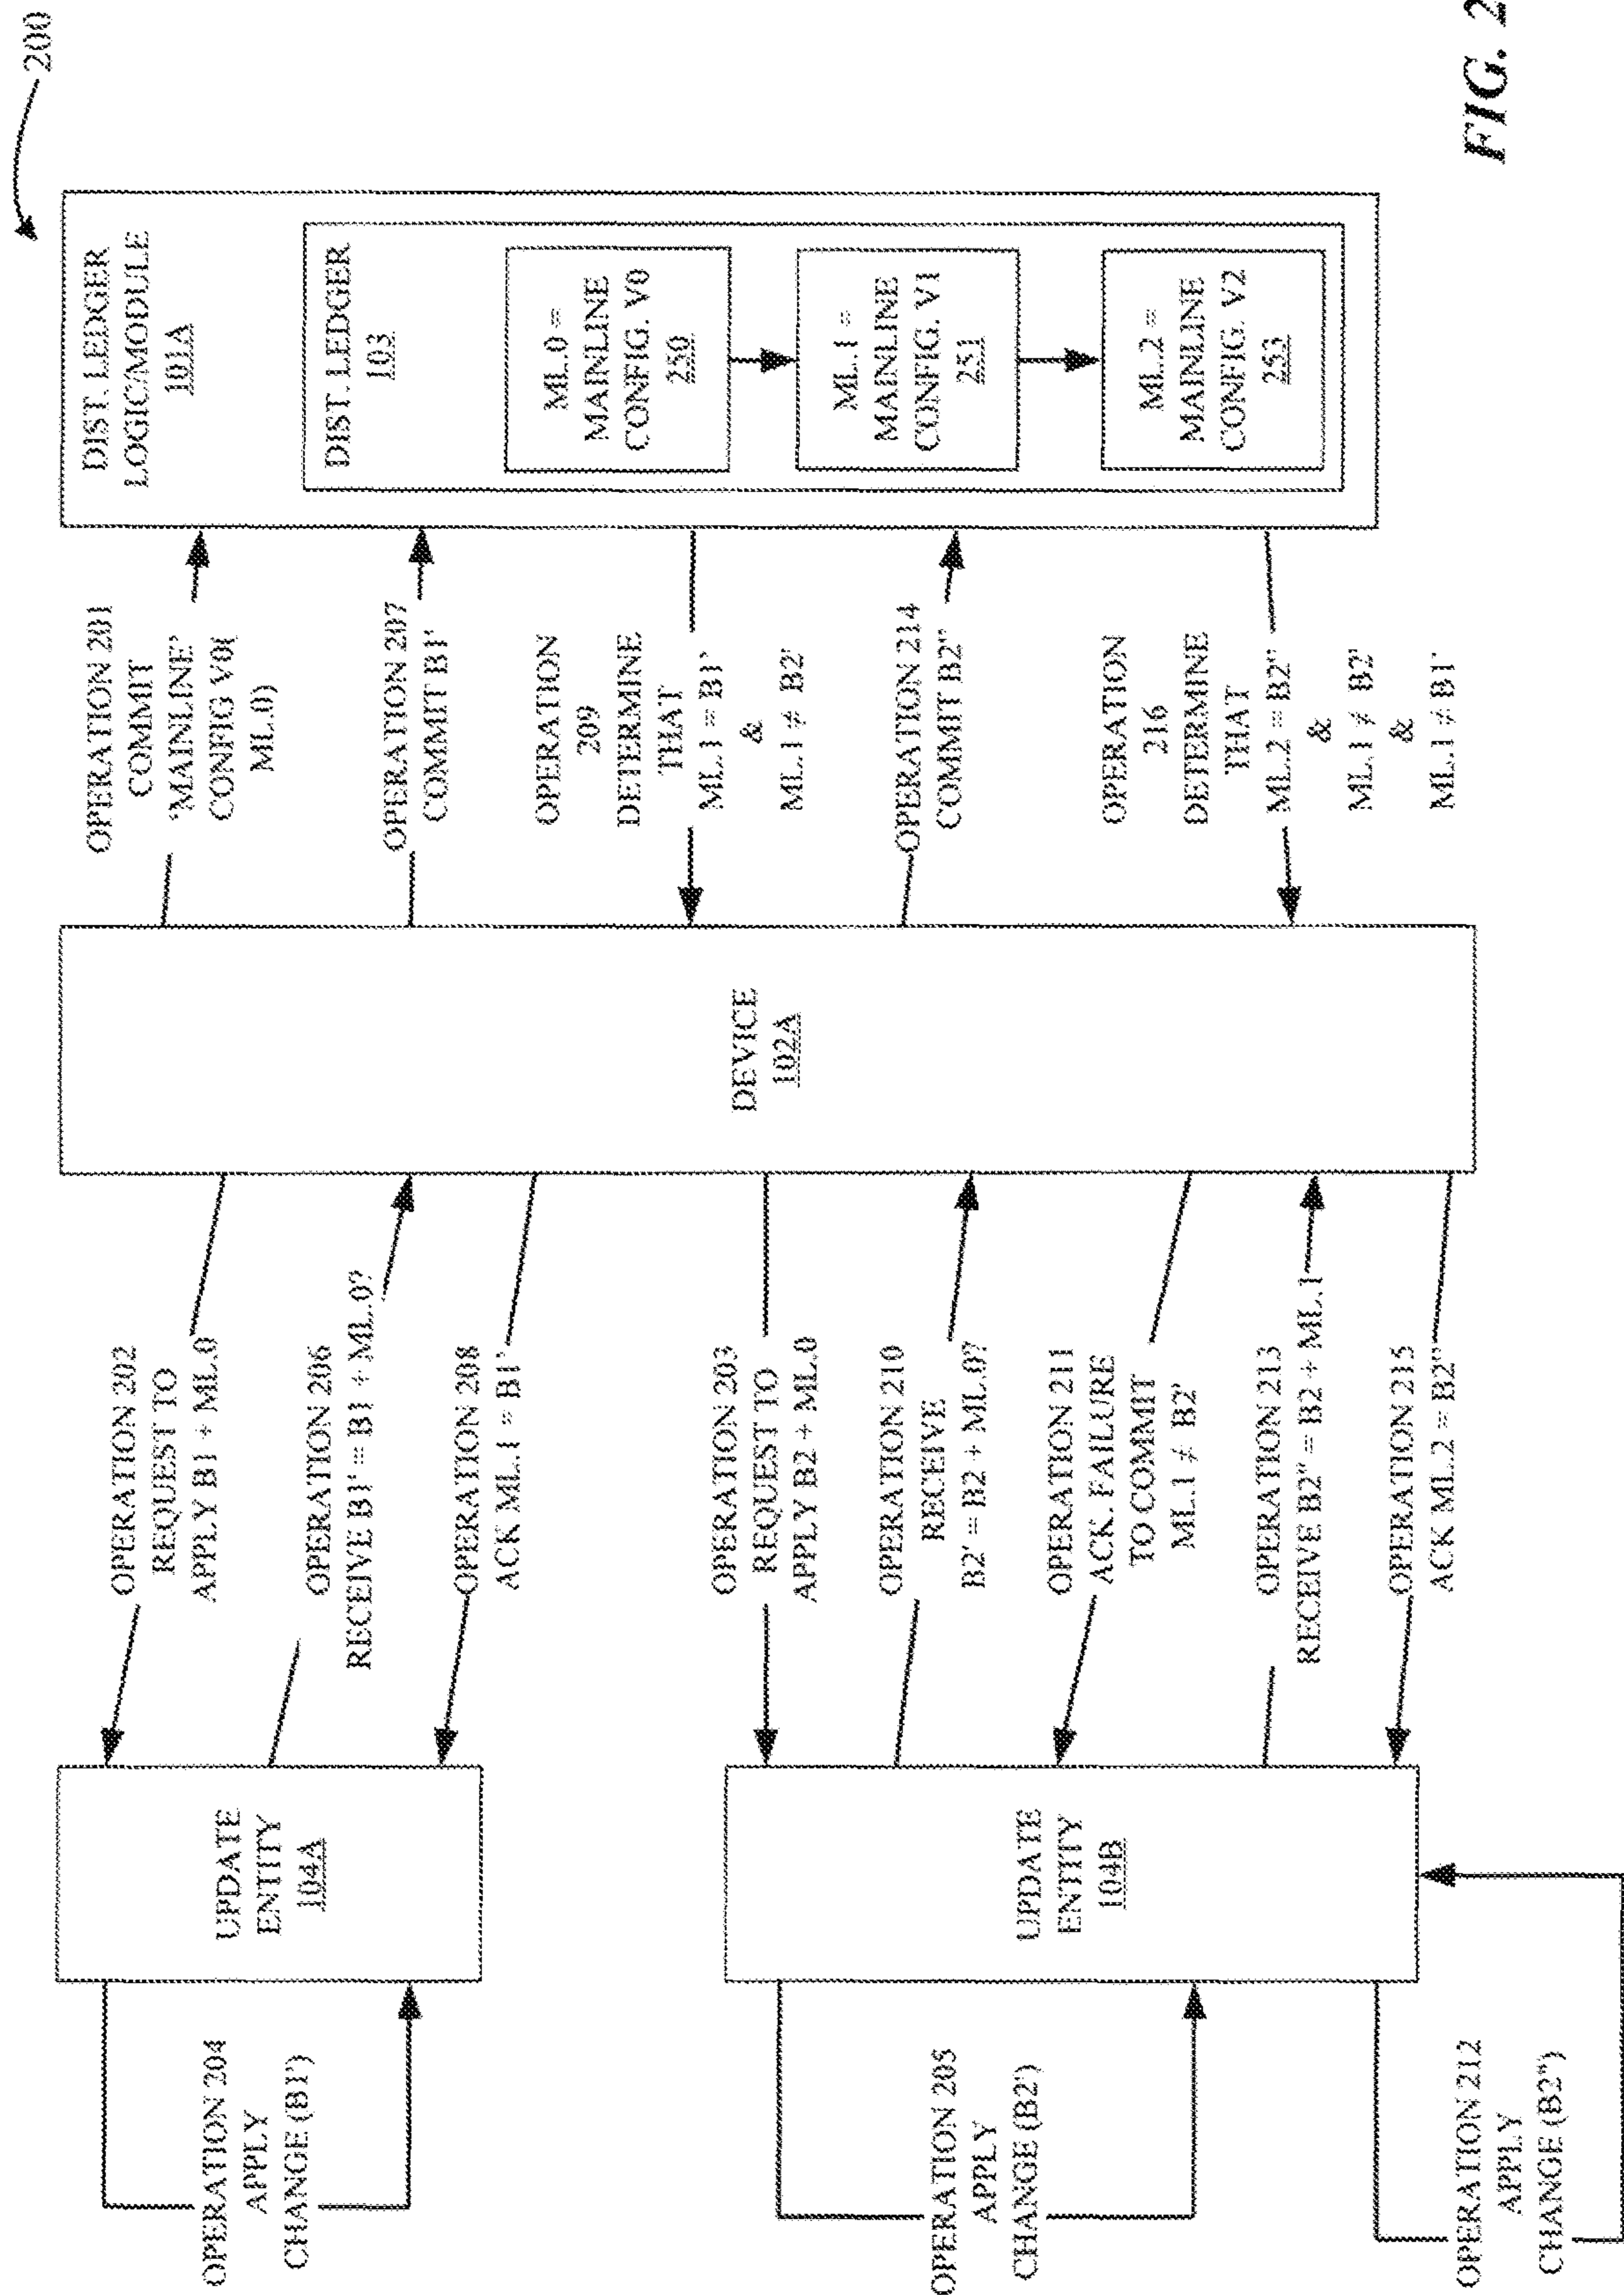 200
OPERATION 204
APPLY
CHANGE (B1')
UPDATE
ENTITY
104A
OPERATION 202
REQUEST TO
APPLY B1 + ML.0
OPERATION 206
RECEIVE B1' = B1 + ML.0?
OPERATION 208
ACK ML.1 = B1'
OPERATION 205
APPLY
CHANGE (B2')
OPERATION 212
APPLY
CHANGE (B2'')
UPDATE
ENTITY
104B
OPERATION 203
REQUEST TO
APPLY B2 + ML.0
OPERATION 210
RECEIVE
B2' = B2 + ML.0?
OPERATION 211
ACK. FAILURE
TO COMMIT
ML.1 ≠ B2'
OPERATION 213
RECEIVE B2'' = B2 + ML.1
OPERATION 215
ACK ML.2 = B2''
DEVICE
102A
OPERATION 201
COMMIT
'MAINLINE'
CONFIG V0(
ML.0)
OPERATION 207
COMMIT B1'
OPERATION
209
DETERMINE
THAT
ML.1 = B1'
&
ML.1 ≠ B2'
OPERATION 214
COMMIT B2''
OPERATION
216
DETERMINE
THAT
ML.2 = B2''
&
ML.1 ≠ B2'
&
ML.1 ≠ B1'
DIST. LEDGER
LOGIC/MODULE
101A
DIST. LEDGER
103
ML.0 =
MAINLINE
CONFIG. V0
250
ML.1 =
MAINLINE
CONFIG. V1
251
ML.2 =
MAINLINE
CONFIG. V2
253
FIG. 2